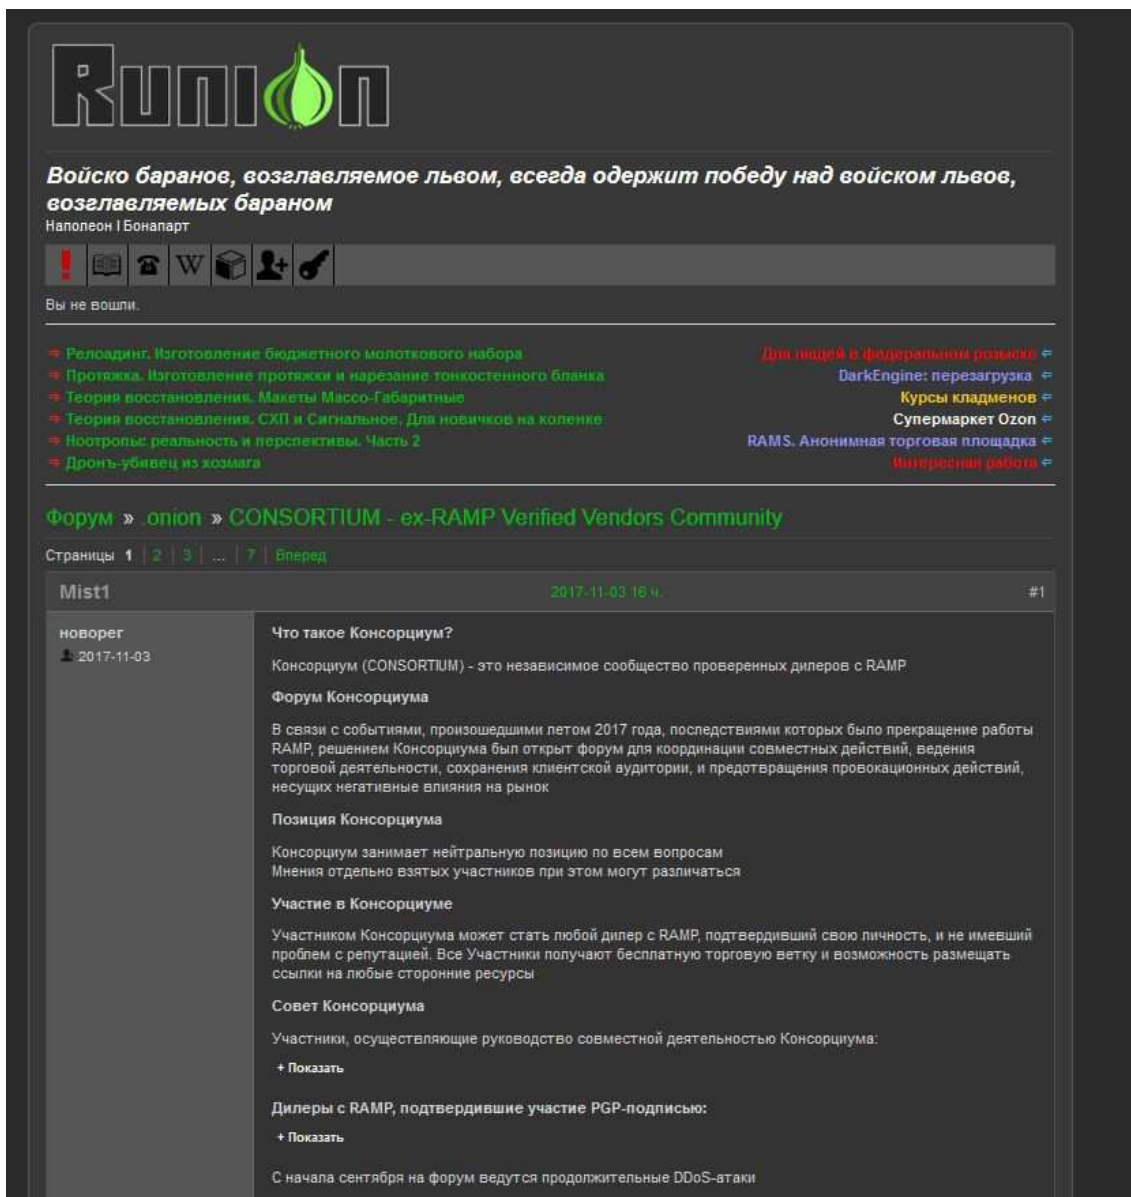 Runion
Войско баранов, возглавляемое львом, всегда одержит победу над войском львов,
возглавляемых бараном
Наполеон I Бонапарт
Вы не вошли.
⇨ Релоадинг. Изготовление бюджетного молоткового набора
Для людей в федеральном розыске ⇦
⇨ Протяжка. Изготовление протяжки и нарезание тонкостенного бланка
DarkEngine: перезагрузка ⇦
⇨ Теория восстановления. Макеты Массо-Габаритные
Курсы кладменов ⇦
⇨ Теория восстановления. СХП и Сигнальное. Для новичков на коленке
Супермаркет Ozon ⇦
⇨ Ноотропы: реальность и перспективы. Часть 2
RAMS. Анонимная торговая площадка ⇦
⇨ Дронъ-убивец из хозмага
Интересная работа ⇦
Форум » .onion » CONSORTIUM - ex-RAMP Verified Vendors Community
Страницы 1 | 2 | 3 | ... | 7 | Вперед
Mist1 2017-11-03 16 ч. #1
новорег
2017-11-03
Что такое Консорциум?
Консорциум (CONSORTIUM) - это независимое сообщество проверенных дилеров с RAMP
Форум Консорциума
В связи с событиями, произошедшими летом 2017 года, последствиями которых было прекращение работы
RAMP, решением Консорциума был открыт форум для координации совместных действий, ведения
торговой деятельности, сохранения клиентской аудитории, и предотвращения провокационных действий,
несущих негативные влияния на рынок
Позиция Консорциума
Консорциум занимает нейтральную позицию по всем вопросам
Мнения отдельно взятых участников при этом могут различаться
Участие в Консорциуме
Участником Консорциума может стать любой дилер с RAMP, подтвердивший свою личность, и не имевший
проблем с репутацией. Все Участники получают бесплатную торговую ветку и возможность размещать
ссылки на любые сторонние ресурсы
Совет Консорциума
Участники, осуществляющие руководство совместной деятельностью Консорциума:
+ Показать
Дилеры с RAMP, подтвердившие участие PGP-подписью:
+ Показать
С начала сентября на форум ведутся продолжительные DDoS-атаки